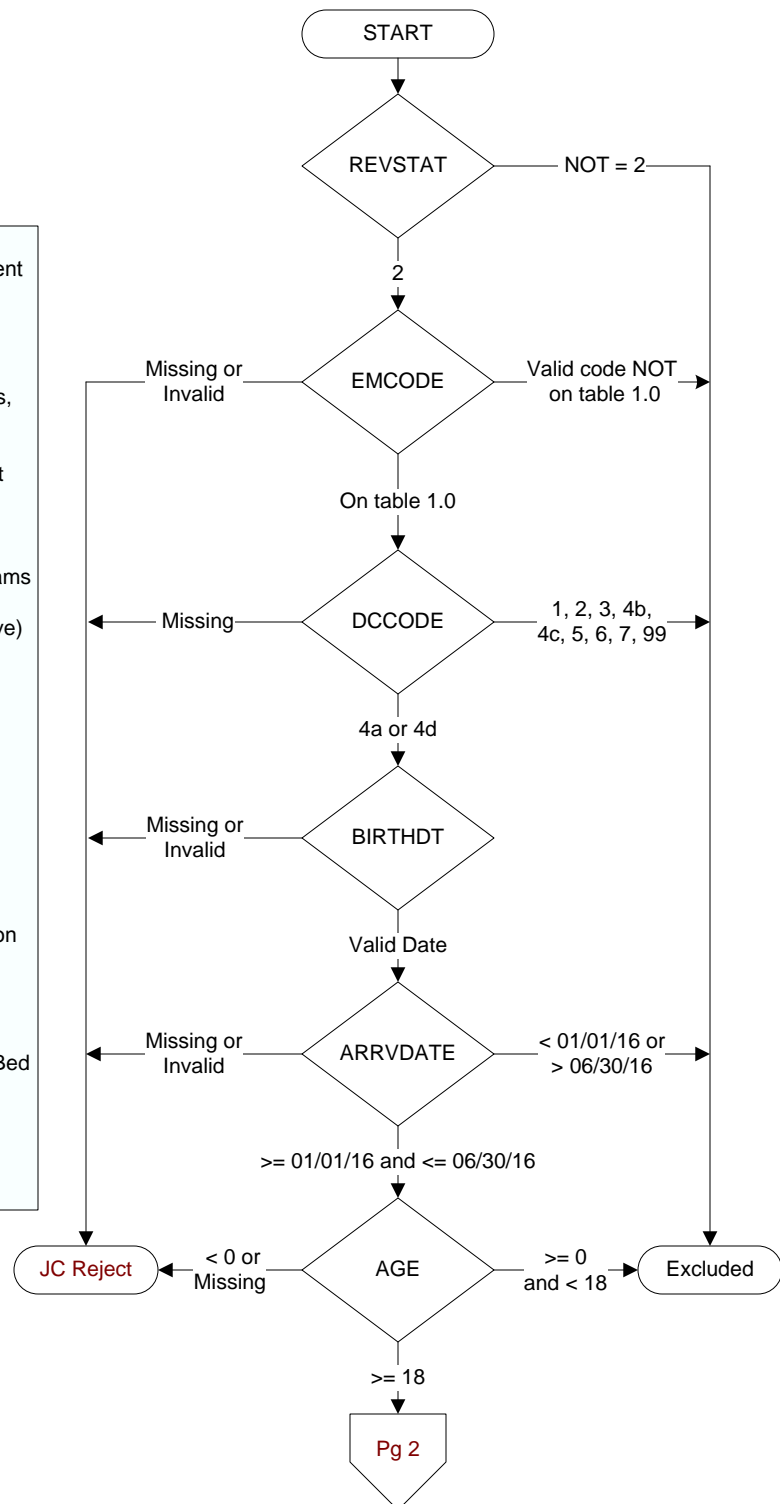 START
REVSTAT
NOT = 2
2
Missing or
Invalid
EMCODE
Valid code NOT
on table 1.0
On table 1.0
Missing
DCCODE
1, 2, 3, 4b,
4c, 5, 6, 7, 99
4a or 4d
Missing or
Invalid
BIRTHDT
Valid Date
Missing or
Invalid
ARRVDATE
< 01/01/16 or
> 06/30/16
>= 01/01/16 and <= 06/30/16
JC Reject
< 0 or
Missing
AGE
>= 0
and < 18
Excluded
>= 18
Pg 2